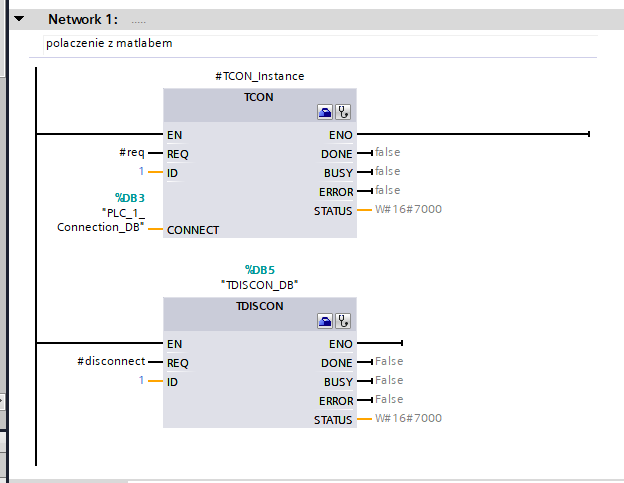 Network 1: .....
polaczenie z matlabem
#TCON_Instance
TCON
EN ENO
#req REQ DONE false
1 ID BUSY false
ERROR false
%DB3
"PLC_1_
STATUS W#16#7000
Connection_DB" CONNECT
%DB5
"TDISCON_DB"
TDISCON
EN ENO
#disconnect REQ DONE False
1 ID BUSY False
ERROR False
STATUS W#16#7000